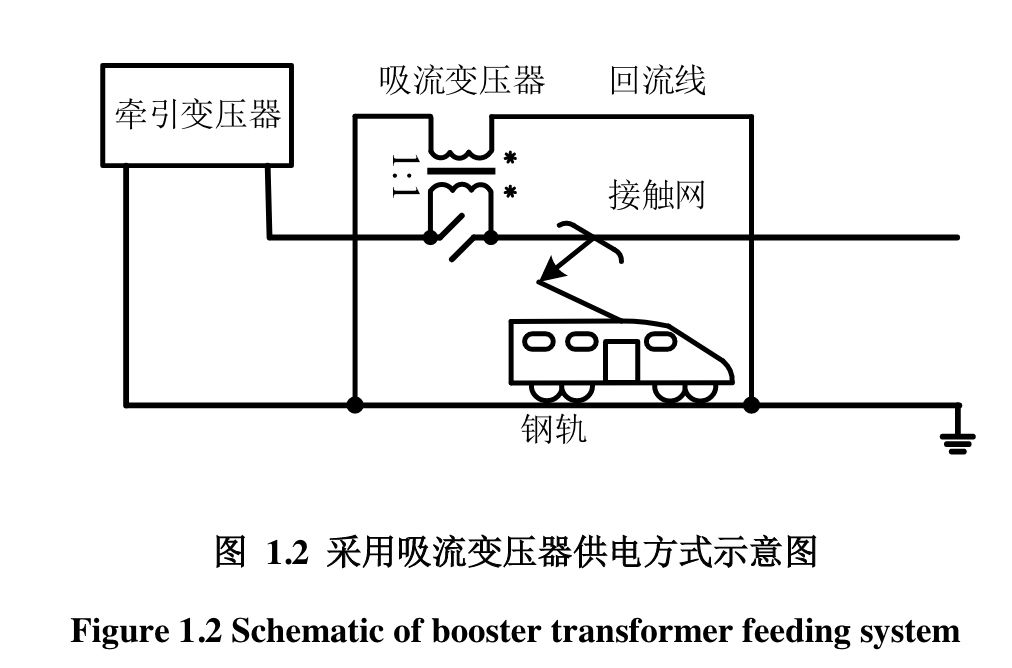 吸流变压器 回流线
牵引变压器
1:1
*
*
接触网
钢轨
图 1.2 采用吸流变压器供电方式示意图
Figure 1.2 Schematic of booster transformer feeding system